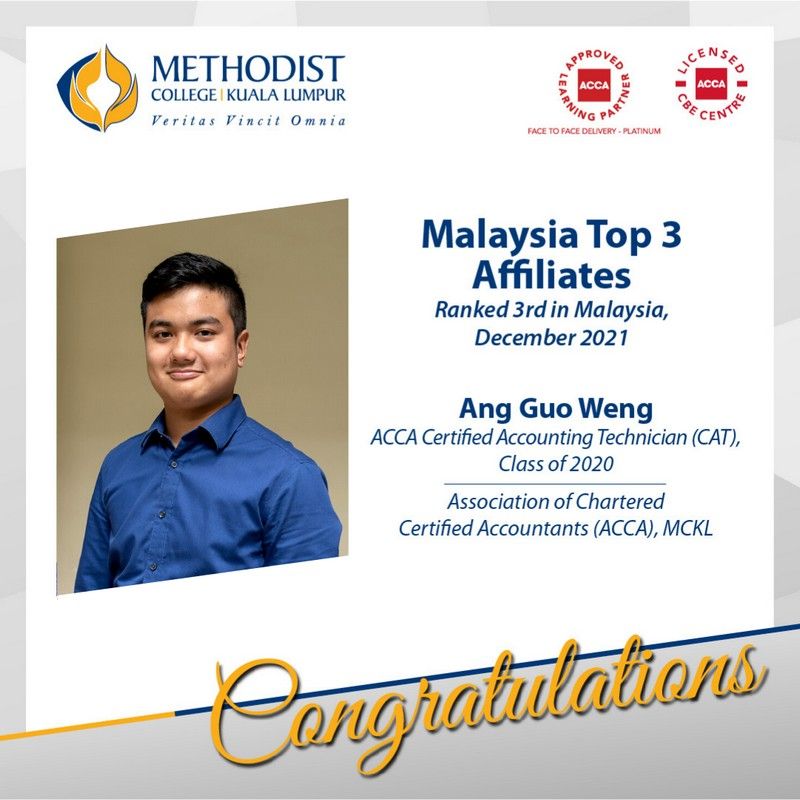 METHODIST
COLLEGE | KUALA LUMPUR
Veritas Vincit Omnia
APPROVED
ACCA
LEARNING PARTNER
FACE TO FACE DELIVERY - PLATINUM
LICENSED
ACCA
CBE CENTRE
Malaysia Top 3
Affiliates
Ranked 3rd in Malaysia,
December 2021
Ang Guo Weng
ACCA Certified Accounting Technician (CAT),
Class of 2020
Association of Chartered
Certified Accountants (ACCA), MCKL
Congratulations